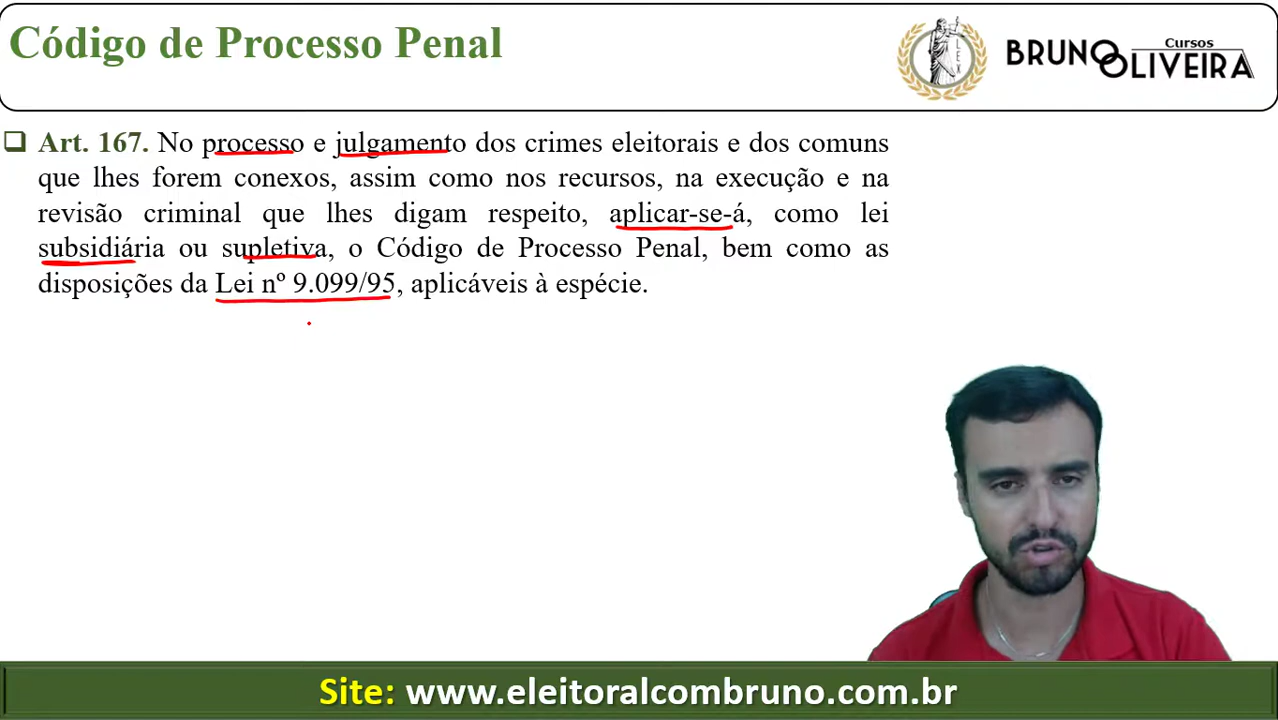 Código de Processo Penal
LEX
Cursos
BRUNO OLIVEIRA
Art. 167. No processo e julgamento dos crimes eleitorais e dos comuns
que lhes forem conexos, assim como nos recursos, na execução e na
revisão criminal que lhes digam respeito, aplicar-se-á, como lei
subsidiária ou supletiva, o Código de Processo Penal, bem como as
disposições da Lei nº 9.099/95, aplicáveis à espécie.
Site: www.eleitoralcombruno.com.br